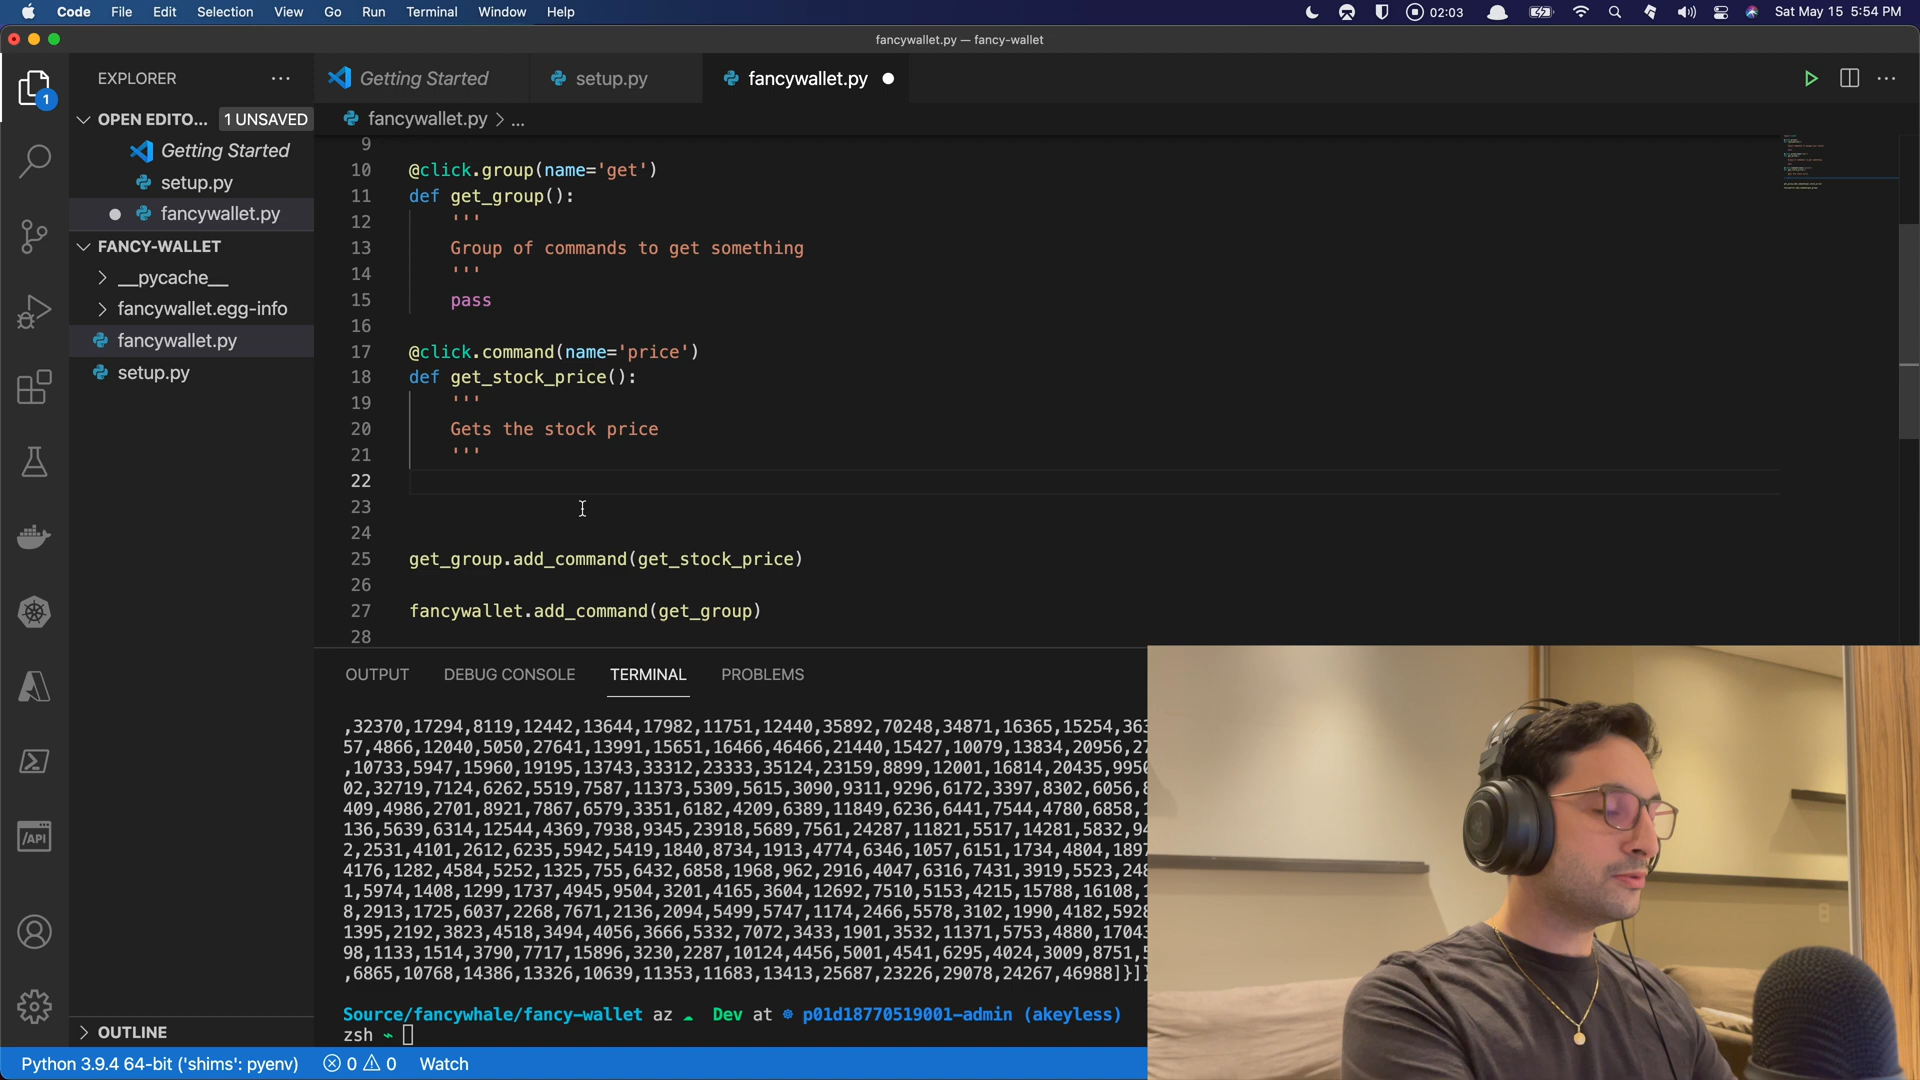 Code File Edit Selection View Go Run Terminal Window Help 02:03 Sat May 15 5:54 PM
fancywallet.py — fancy-wallet
EXPLORER ... Getting Started setup.py fancywallet.py
OPEN EDITO... 1 UNSAVED
fancywallet.py > ...
Getting Started
setup.py
fancywallet.py
FANCY-WALLET
__pycache__
fancywallet.egg-info
fancywallet.py
setup.py
OUTLINE
1
/API
9
10 @click.group(name='get')
11 def get_group():
12 '''
13 Group of commands to get something
14 '''
15 pass
16
17 @click.command(name='price')
18 def get_stock_price():
19 '''
20 Gets the stock price
21 '''
22
23
24
25 get_group.add_command(get_stock_price)
26
27 fancywallet.add_command(get_group)
28
OUTPUT DEBUG CONSOLE TERMINAL PROBLEMS
,32370,17294,8119,12442,13644,17982,11751,12440,35892,70248,34871,16365,15254,363
57,4866,12040,5050,27641,13991,15651,16466,46466,21440,15427,10079,13834,20956,27
,10733,5947,15960,19195,13743,33312,23333,35124,23159,8899,12001,16814,20435,9950
02,32719,7124,6262,5519,7587,11373,5309,5615,3090,9311,9296,6172,3397,8302,6056,8
409,4986,2701,8921,7867,6579,3351,6182,4209,6389,11849,6236,6441,7544,4780,6858,1
136,5639,6314,12544,4369,7938,9345,23918,5689,7561,24287,11821,5517,14281,5832,94
2,2531,4101,2612,6235,5942,5419,1840,8734,1913,4774,6346,1057,6151,1734,4804,1897
4176,1282,4584,5252,1325,755,6432,6858,1968,962,2916,4047,6316,7431,3919,5523,248
1,5974,1408,1299,1737,4945,9504,3201,4165,3604,12692,7510,5153,4215,15788,16108,1
8,2913,1725,6037,2268,7671,2136,2094,5499,5747,1174,2466,5578,3102,1990,4182,5928
1395,2192,3823,4518,3494,4056,3666,5332,7072,3433,1901,3532,11371,5753,4880,17043
98,1133,1514,3790,7717,15896,3230,2287,10124,4456,5001,4541,6295,4024,3009,8751,5
,6865,10768,14386,13326,10639,11353,11683,13413,25687,23226,29078,24267,46988]}]}
Source/fancywhale/fancy-wallet az Dev at p01d18770519001-admin (akeyless)
zsh
Python 3.9.4 64-bit ('shims': pyenv) 0 0 Watch